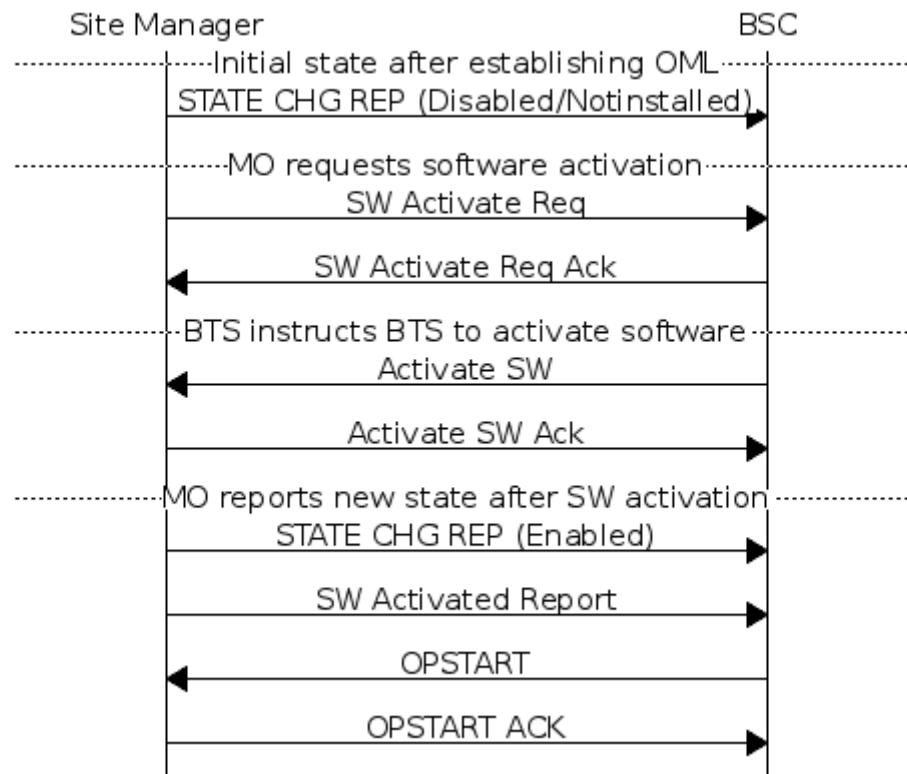 Site Manager
BSC
Initial state after establishing OML
STATE CHG REP (Disabled/Notinstalled)
MO requests software activation
SW Activate Req
SW Activate Req Ack
BTS instructs BTS to activate software
Activate SW
Activate SW Ack
MO reports new state after SW activation
STATE CHG REP (Enabled)
SW Activated Report
OPSTART
OPSTART ACK